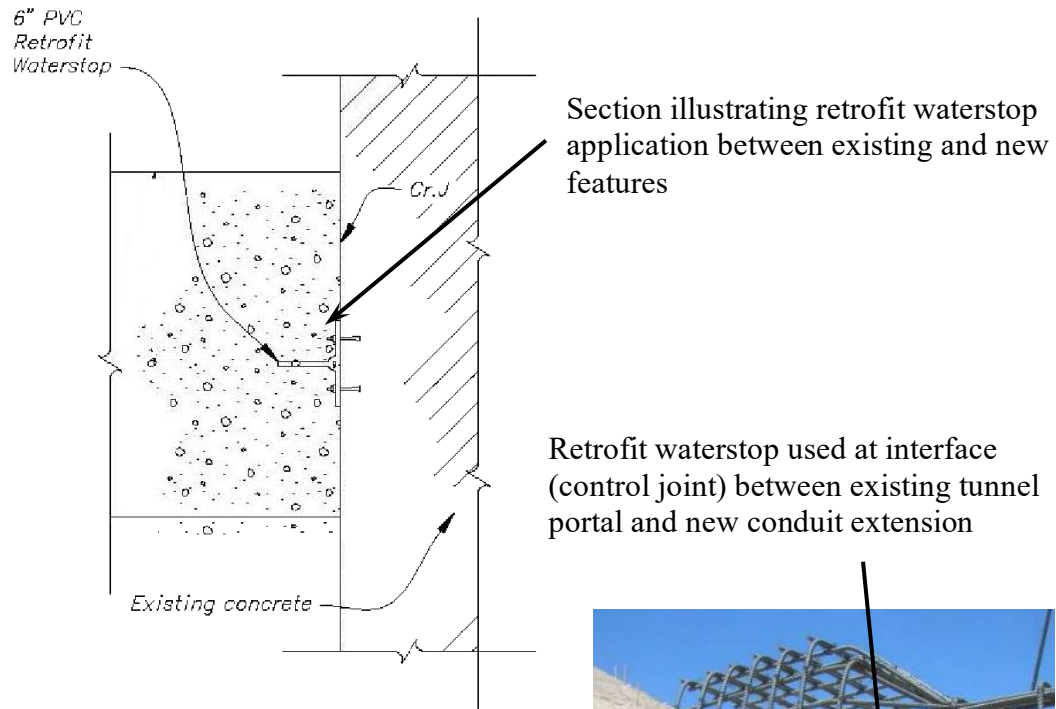 6" PVC
Retrofit
Waterstop
Section illustrating retrofit waterstop
application between existing and new
features
Cr.J
Retrofit waterstop used at interface
(control joint) between existing tunnel
portal and new conduit extension
Existing concrete